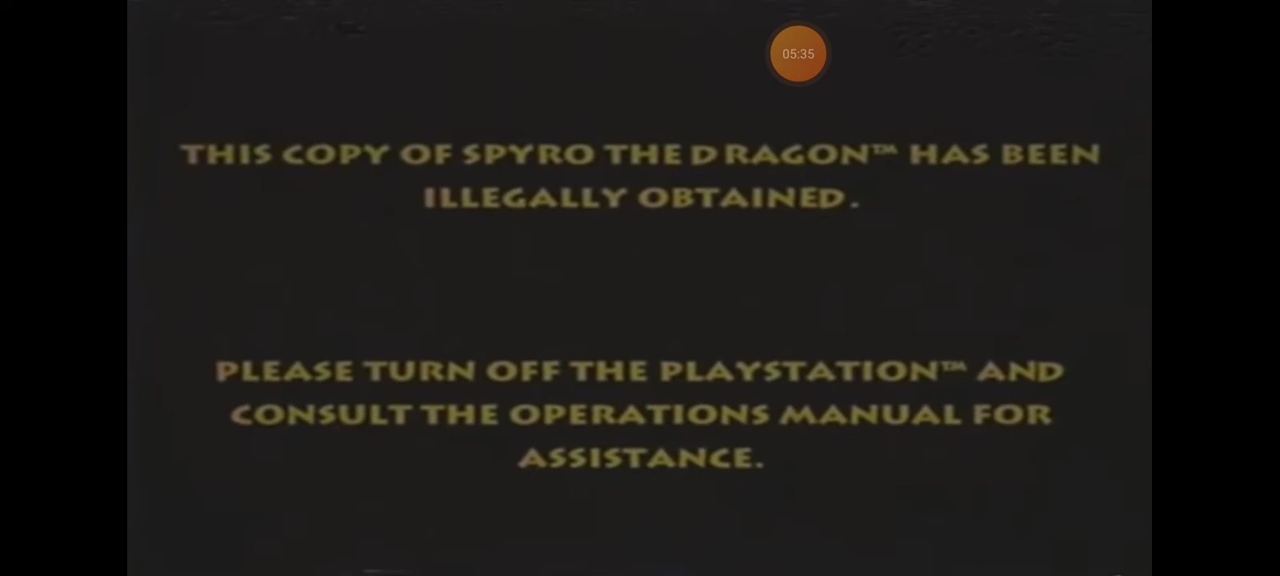 05:35
THIS COPY OF SPYRO THE DRAGON™ HAS BEEN
ILLEGALLY OBTAINED.
PLEASE TURN OFF THE PLAYSTATION™ AND
CONSULT THE OPERATIONS MANUAL FOR
ASSISTANCE.